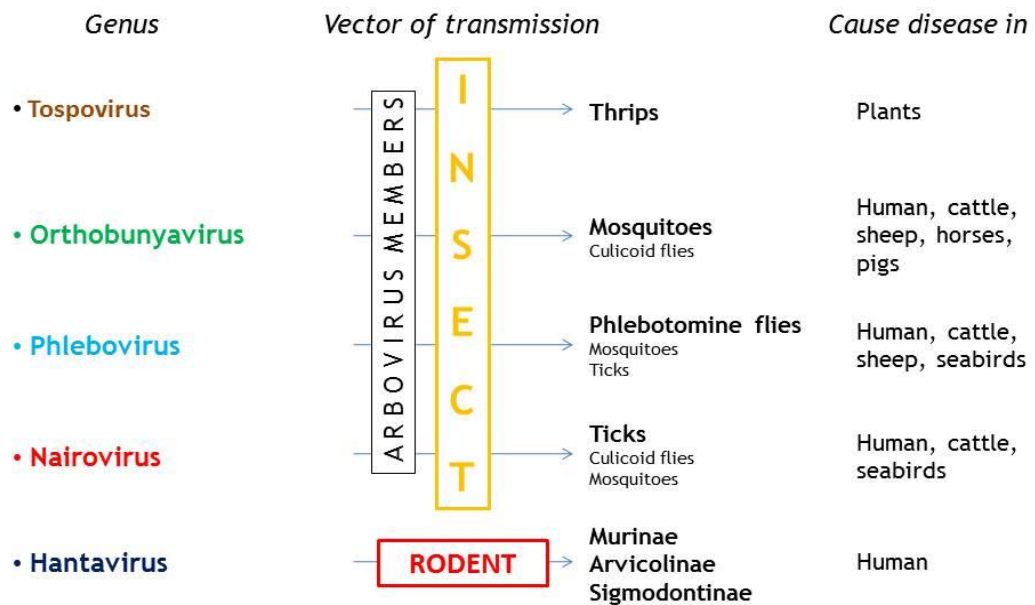 Genus Vector of transmission Cause disease in
ARBOVIRUS MEMBERS
INSECT
• Tospovirus Thrips Plants
• Orthobunyavirus Mosquitoes
Culicoid flies
Human, cattle,
sheep, horses,
pigs
• Phlebovirus Phlebotomine flies
Mosquitoes
Ticks
Human, cattle,
sheep, seabirds
• Nairovirus Ticks
Culicoid flies
Mosquitoes
Human, cattle,
seabirds
• Hantavirus RODENT Murinae
Arvicolinae
Sigmodontinae
Human